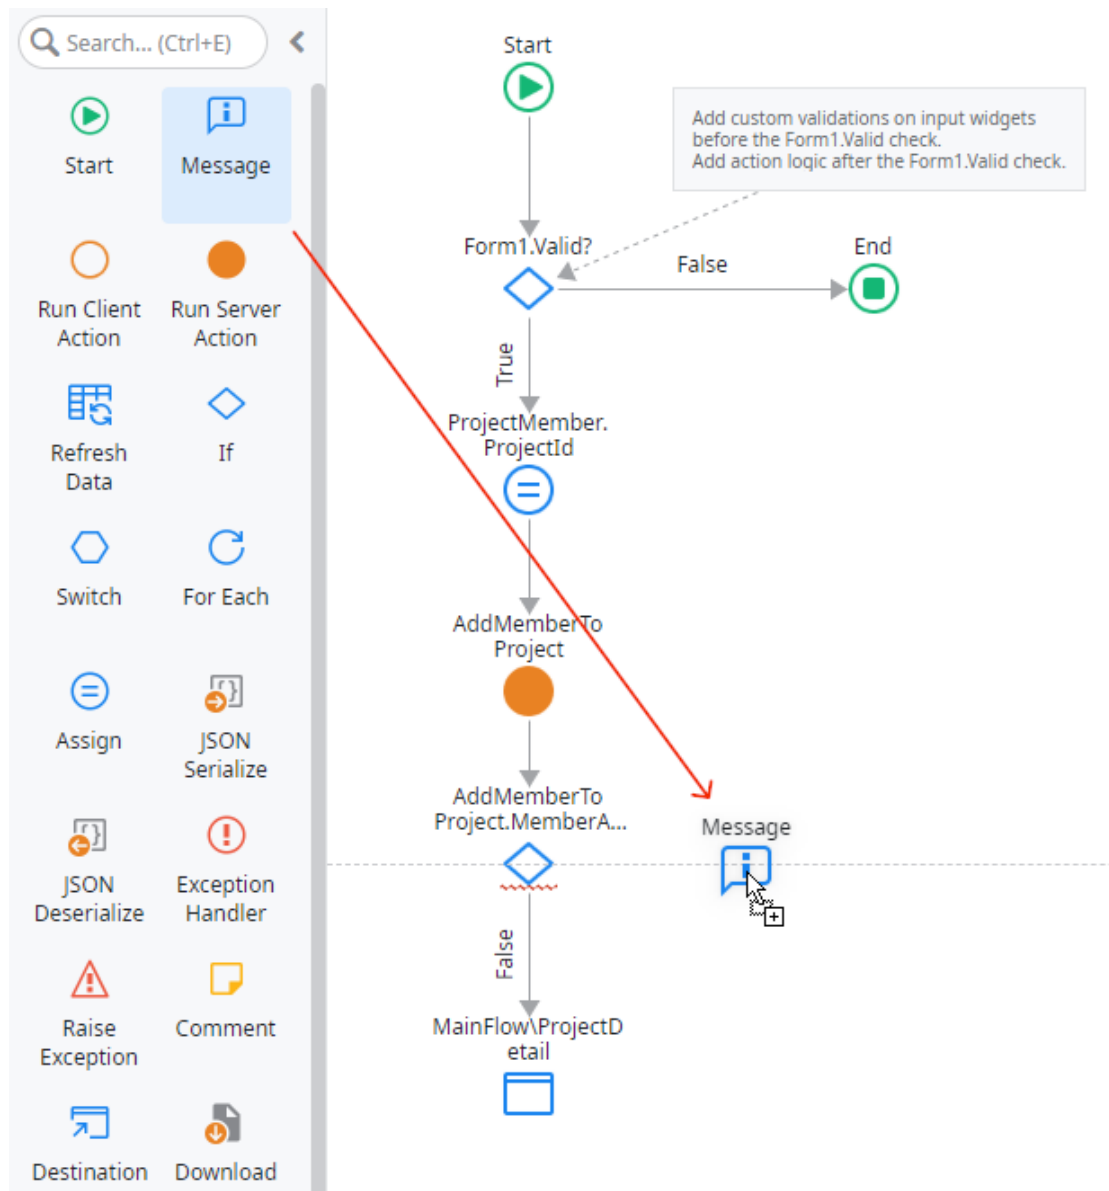 Search... (Ctrl+E)
Start
Message
Run Client
Action
Run Server
Action
Refresh
Data
If
Switch
For Each
Assign
JSON
Serialize
JSON
Deserialize
Exception
Handler
Raise
Exception
Comment
Destination
Download
Start
Add custom validations on input widgets
before the Form1.Valid check.
Add action logic after the Form1.Valid check.
Form1.Valid?
False
End
True
ProjectMember.
ProjectId
AddMemberTo
Project
AddMemberTo
Project.MemberA...
Message
False
MainFlow\ProjectD
etail